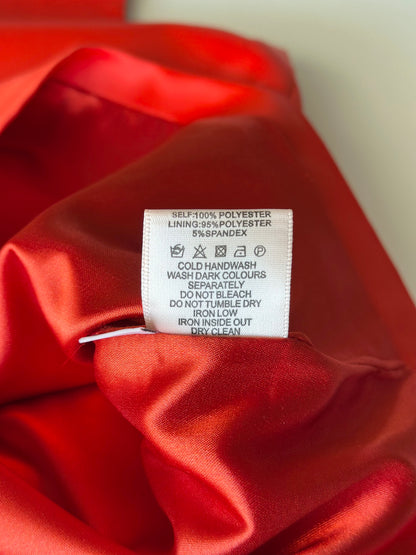 SELF:100% POLYESTER
LINING:95%POLYESTER
5%SPANDEX
COLD HANDWASH
WASH DARK COLOURS
SEPARATELY
DO NOT BLEACH
DO NOT TUMBLE DRY
IRON LOW
IRON INSIDE OUT
DRY CLEAN